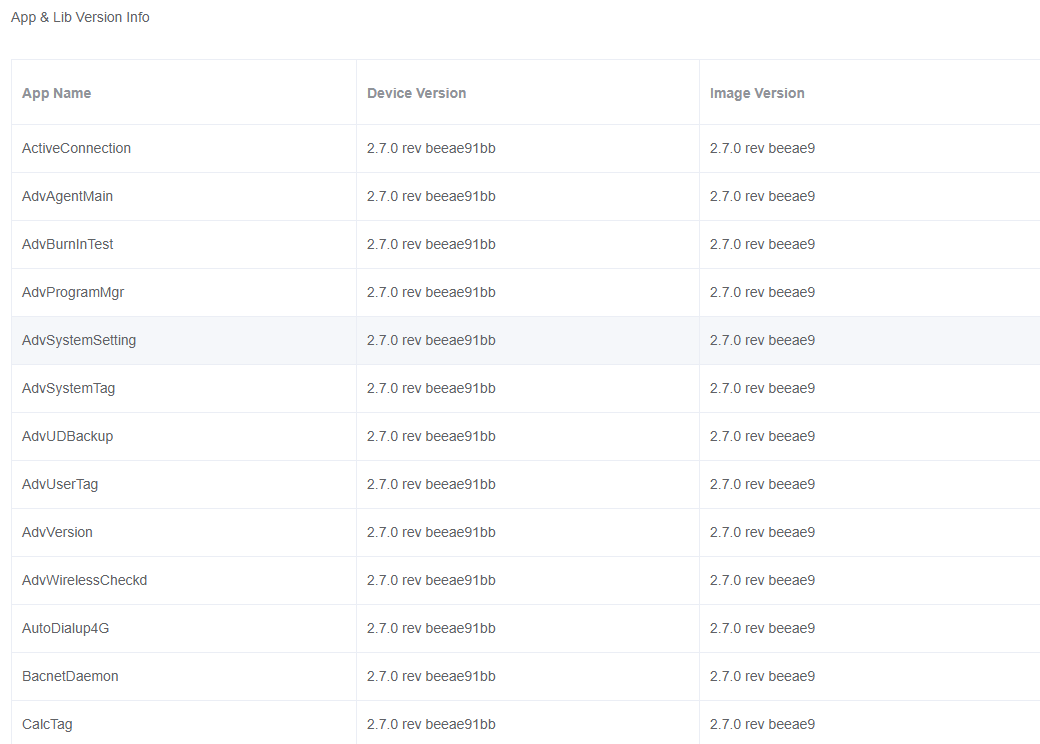 App & Lib Version Info
App Name Device Version Image Version
ActiveConnection 2.7.0 rev beeae91bb 2.7.0 rev beeae9
AdvAgentMain 2.7.0 rev beeae91bb 2.7.0 rev beeae9
AdvBurnInTest 2.7.0 rev beeae91bb 2.7.0 rev beeae9
AdvProgramMgr 2.7.0 rev beeae91bb 2.7.0 rev beeae9
AdvSystemSetting 2.7.0 rev beeae91bb 2.7.0 rev beeae9
AdvSystemTag 2.7.0 rev beeae91bb 2.7.0 rev beeae9
AdvUDBackup 2.7.0 rev beeae91bb 2.7.0 rev beeae9
AdvUserTag 2.7.0 rev beeae91bb 2.7.0 rev beeae9
AdvVersion 2.7.0 rev beeae91bb 2.7.0 rev beeae9
AdvWirelessCheckd 2.7.0 rev beeae91bb 2.7.0 rev beeae9
AutoDialup4G 2.7.0 rev beeae91bb 2.7.0 rev beeae9
BacnetDaemon 2.7.0 rev beeae91bb 2.7.0 rev beeae9
CalcTag 2.7.0 rev beeae91bb 2.7.0 rev beeae9